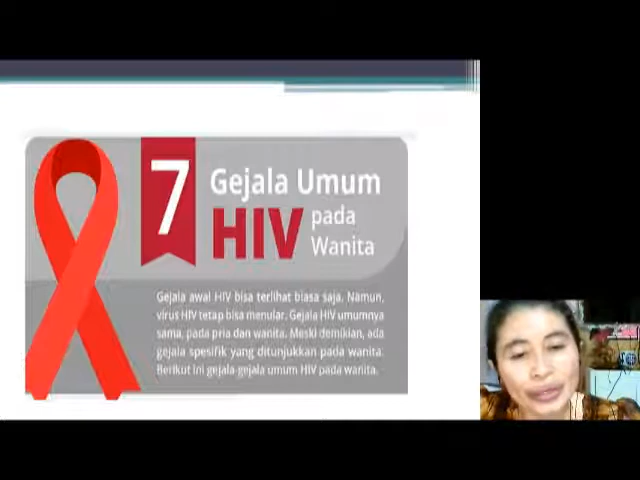 7
Gejala Umum
HIV pada
Wanita
Gejala awal HIV bisa terlihat biasa saja. Namun,
virus HIV tetap bisa menular. Gejala HIV umumnya
sama, pada pria dan wanita. Meski demikian, ada
gejala spesifik yang ditunjukkan pada wanita.
Berikut ini gejala-gejala umum HIV pada wanita.